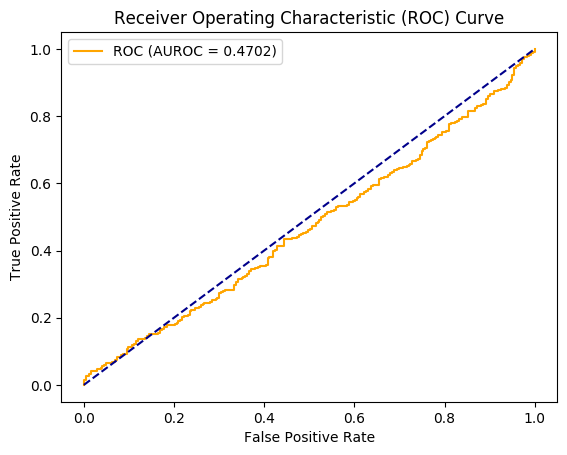 Receiver Operating Characteristic (ROC) Curve
ROC (AUROC = 0.4702)
True Positive Rate
1.0
0.8
0.6
0.4
0.2
0.0
0.0 0.2 0.4 0.6 0.8 1.0
False Positive Rate